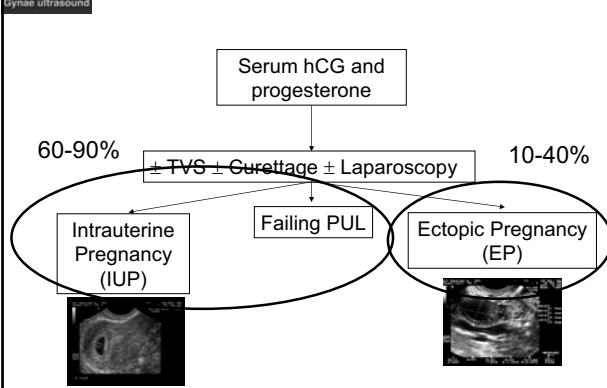 Gynae ultrasound
Serum hCG and
progesterone
60-90%
10-40%
± TVS ± Curettage ± Laparoscopy
Intrauterine
Pregnancy
(IUP)
Failing PUL
Ectopic Pregnancy
(EP)